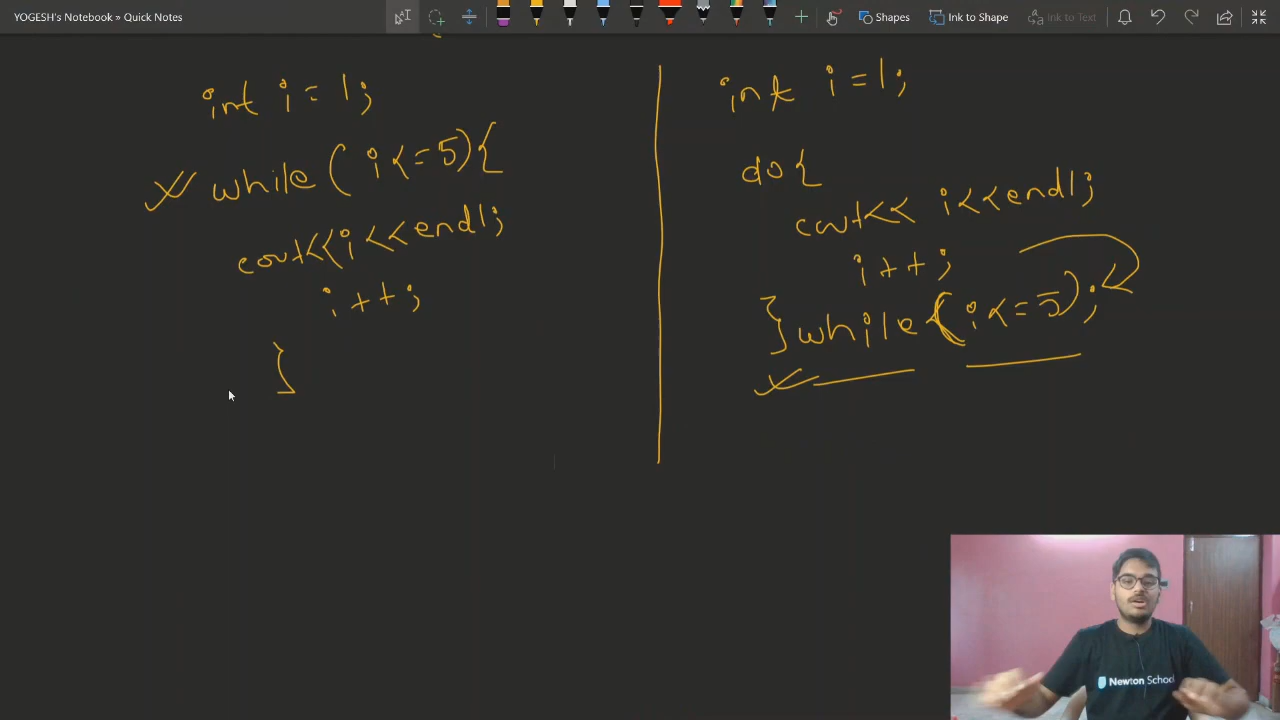 YOGESH's Notebook » Quick Notes
Shapes
Ink to Shape
Ink to Text
int i = 1;
while ( i <= 5) {
cout<<i<<endl;
i++;
}
int i = 1;
do {
cout<< i<<endl;
i++;
} while (i<=5);
Newton School